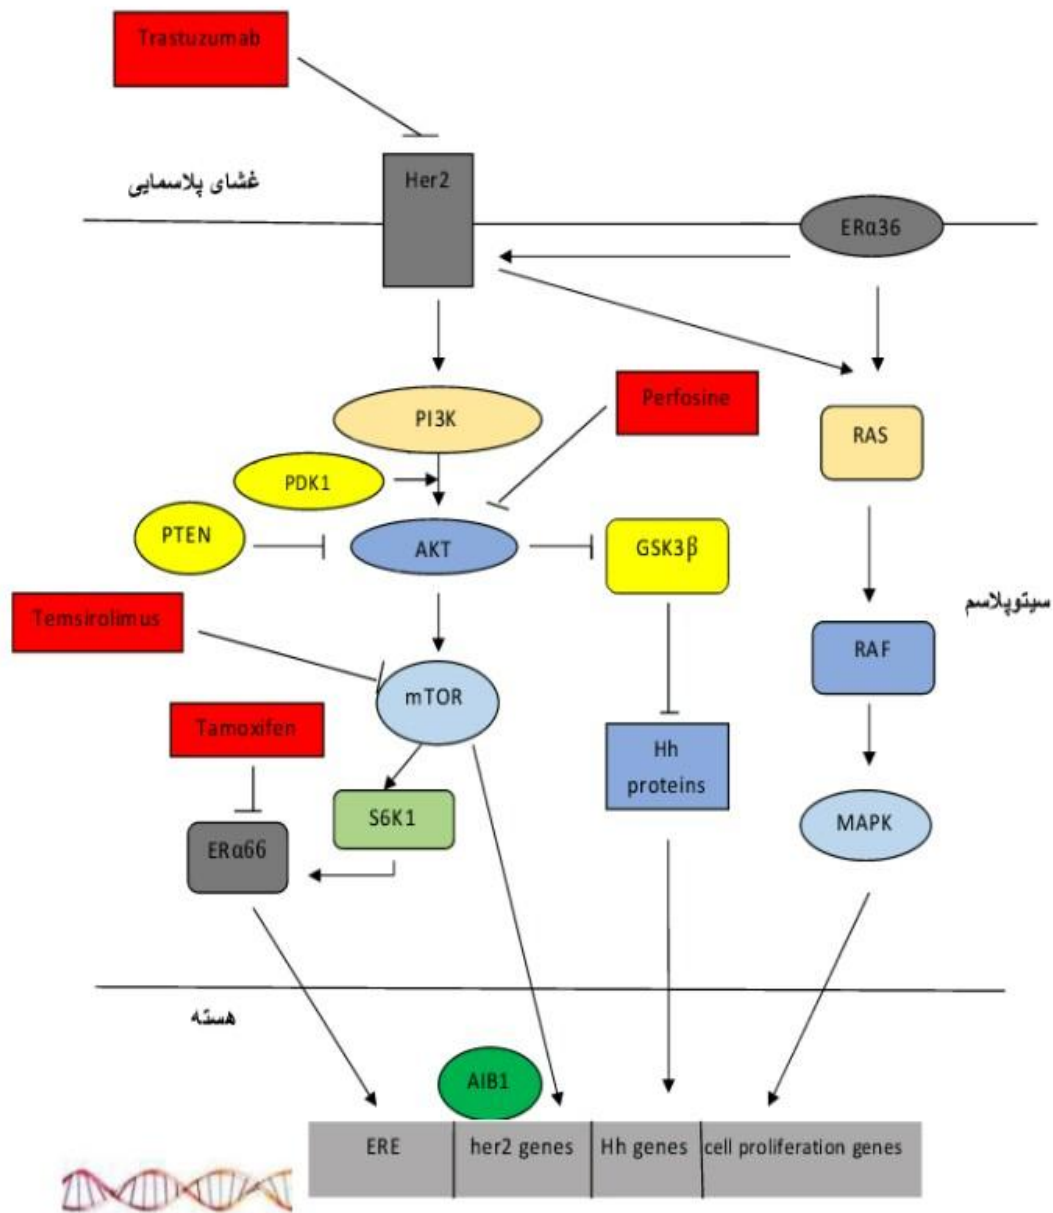 Trastuzumab
Her2
غشای پلاسمایی
ERα36
PI3K
Perfosine
RAS
PDK1
PTEN
AKT
GSK3β
Temsirolimus
سیتوپلاسم
RAF
mTOR
Tamoxifen
Hh
proteins
S6K1
MAPK
ERα66
هسته
AIB1
ERE
her2 genes
Hh genes
cell proliferation genes